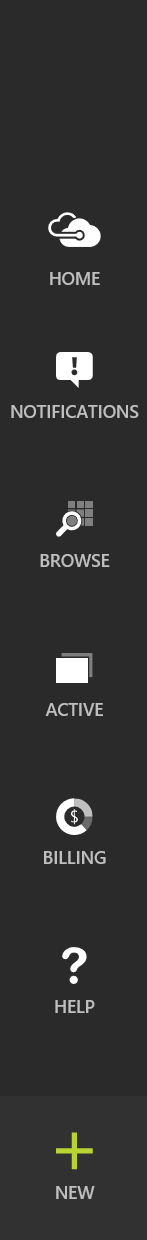 HOME
NOTIFICATIONS
BROWSE
ACTIVE
$
BILLING
HELP
NEW